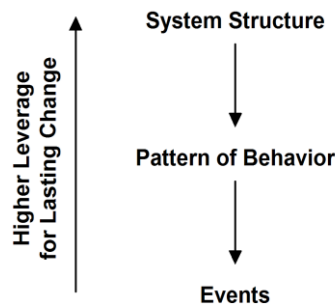 System Structure
Higher Leverage
for Lasting Change
Pattern of Behavior
Events